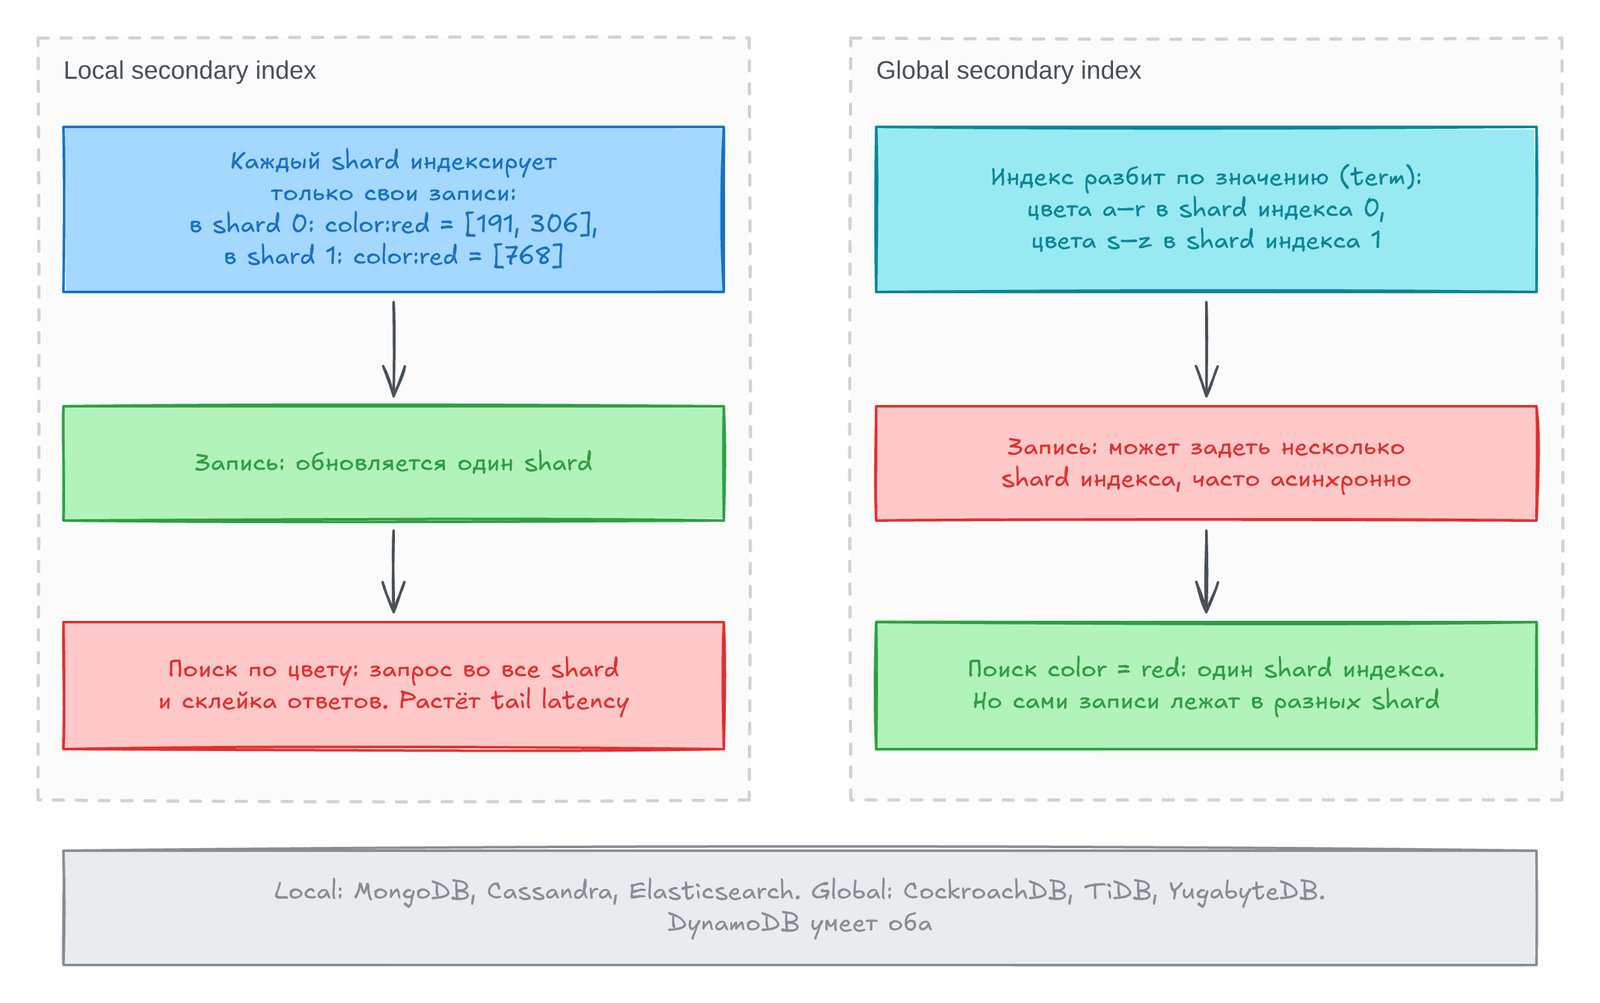 Local secondary index
Каждый shard индексирует
только свои записи:
в shard 0: color:red = [191, 306],
в shard 1: color:red = [768]
Запись: обновляется один shard
Поиск по цвету: запрос во все shard
и склейка ответов. Растёт tail latency
Global secondary index
Индекс разбит по значению (term):
цвета a–r в shard индекса 0,
цвета s–z в shard индекса 1
Запись: может задеть несколько
shard индекса, часто асинхронно
Поиск color = red: один shard индекса.
Но сами записи лежат в разных shard
Local: MongoDB, Cassandra, Elasticsearch. Global: CockroachDB, TiDB, YugabyteDB.
DynamoDB умеет оба